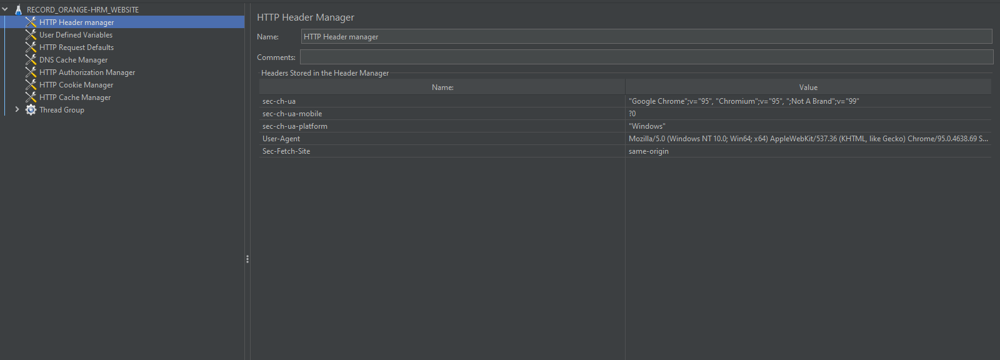 RECORD_ORANGE-HRM_WEBSITE
HTTP Header manager
User Defined Variables
HTTP Request Defaults
DNS Cache Manager
HTTP Authorization Manager
HTTP Cookie Manager
HTTP Cache Manager
Thread Group
HTTP Header Manager
Name: HTTP Header manager
Comments:
Headers Stored in the Header Manager
Name: Value
sec-ch-ua "Google Chrome";v="95", "Chromium";v="95", ";Not A Brand";v="99"
sec-ch-ua-mobile ?0
sec-ch-ua-platform "Windows"
User-Agent Mozilla/5.0 (Windows NT 10.0; Win64; x64) AppleWebKit/537.36 (KHTML, like Gecko) Chrome/95.0.4638.69 S...
Sec-Fetch-Site same-origin